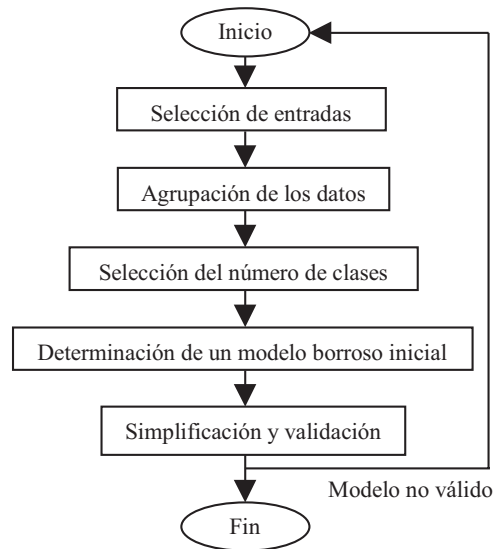 Inicio
Selección de entradas
Agrupación de los datos
Selección del número de clases
Determinación de un modelo borroso inicial
Simplificación y validación
Modelo no válido
Fin